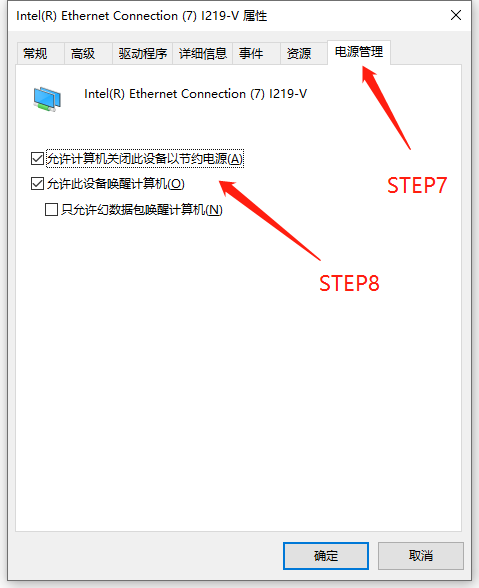 Intel(R) Ethernet Connection (7) I219-V 属性
常规 高级 驱动程序 详细信息 事件 资源 电源管理
Intel(R) Ethernet Connection (7) I219-V
允许计算机关闭此设备以节约电源(A)
允许此设备唤醒计算机(O)
只允许幻数据包唤醒计算机(N)
STEP7
STEP8
确定 取消